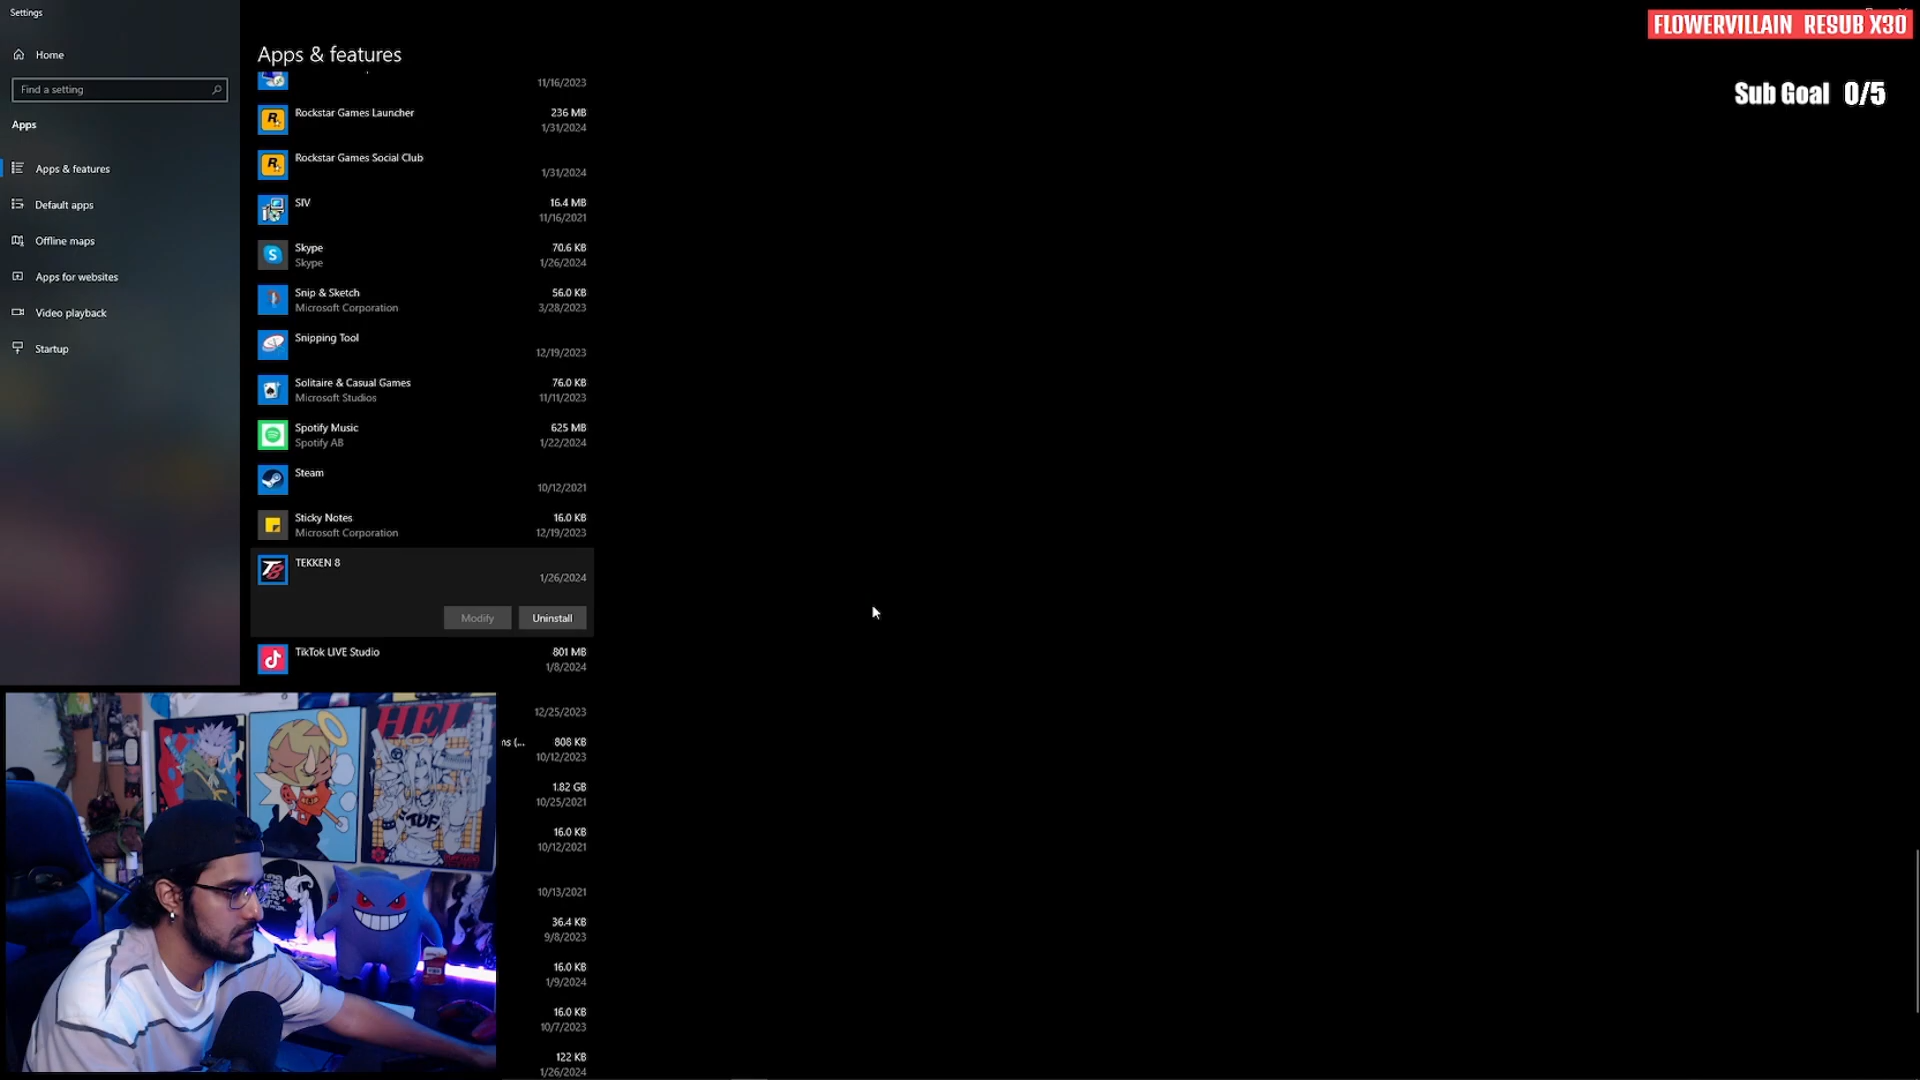 Settings
FLOWERVILLAIN RESUB X30
Sub Goal 0/5
Home
Find a setting
Apps
Apps & features
Default apps
Offline maps
Apps for websites
Video playback
Startup
Apps & features
11/16/2023
Rockstar Games Launcher 236 MB
1/31/2024
Rockstar Games Social Club
1/31/2024
SIV 16.4 MB
11/16/2021
Skype 70.6 KB
Skype 1/26/2024
Snip & Sketch 56.0 KB
Microsoft Corporation 3/28/2023
Snipping Tool
12/19/2023
Solitaire & Casual Games 76.0 KB
Microsoft Studios 11/11/2023
Spotify Music 625 MB
Spotify AB 1/22/2024
Steam
10/12/2021
Sticky Notes 16.0 KB
Microsoft Corporation 12/19/2023
TEKKEN 8
1/26/2024
Modify Uninstall
TikTok LIVE Studio 801 MB
1/8/2024
12/25/2023
ns (... 808 KB
10/12/2023
1.82 GB
10/25/2021
16.0 KB
10/12/2021
10/13/2021
36.4 KB
9/8/2023
16.0 KB
1/9/2024
16.0 KB
10/7/2023
122 KB
1/26/2024
HEL